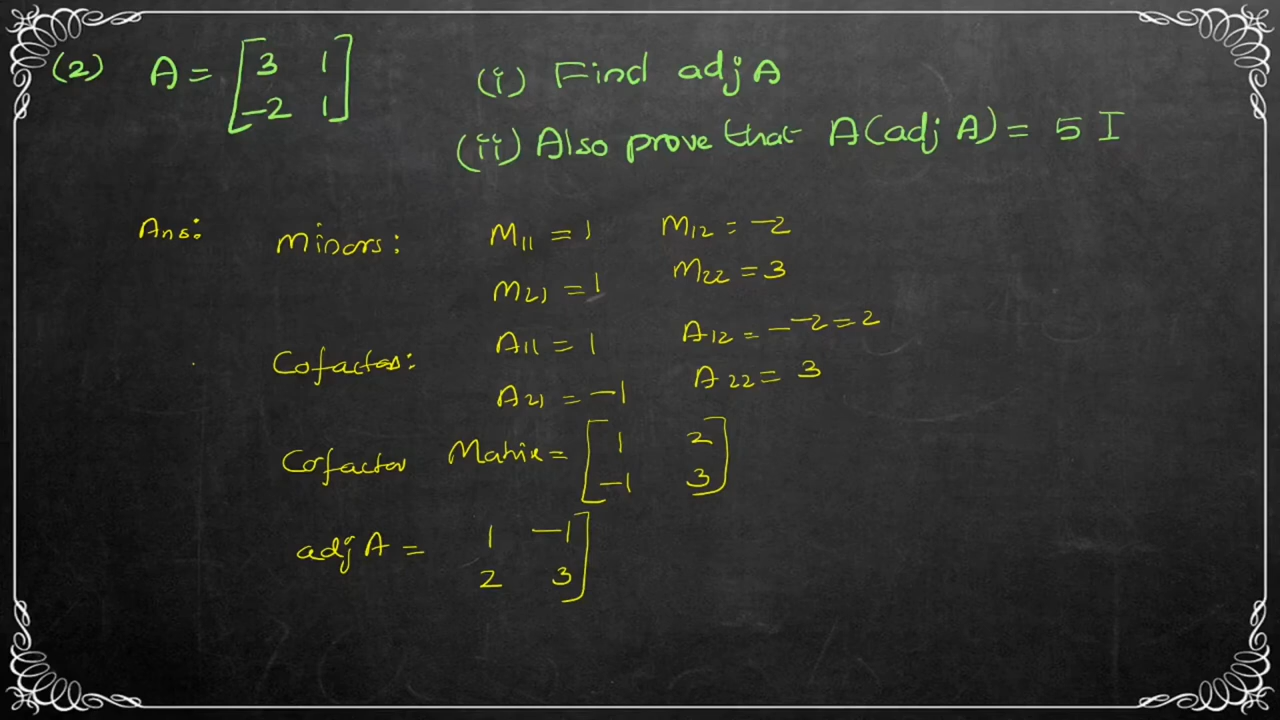 (2) A = [3 1 (i) Find adj A
-2 1] (ii) Also prove that A(adj A) = 5 I
Ans: Minors: M11 = 1 M12 = -2
M21 = 1 M22 = 3
Cofactos: A11 = 1 A12 = - -2 = 2
A21 = -1 A22 = 3
Cofactor Matrix = [1 2
-1 3]
adj A = 1 -1
2 3]